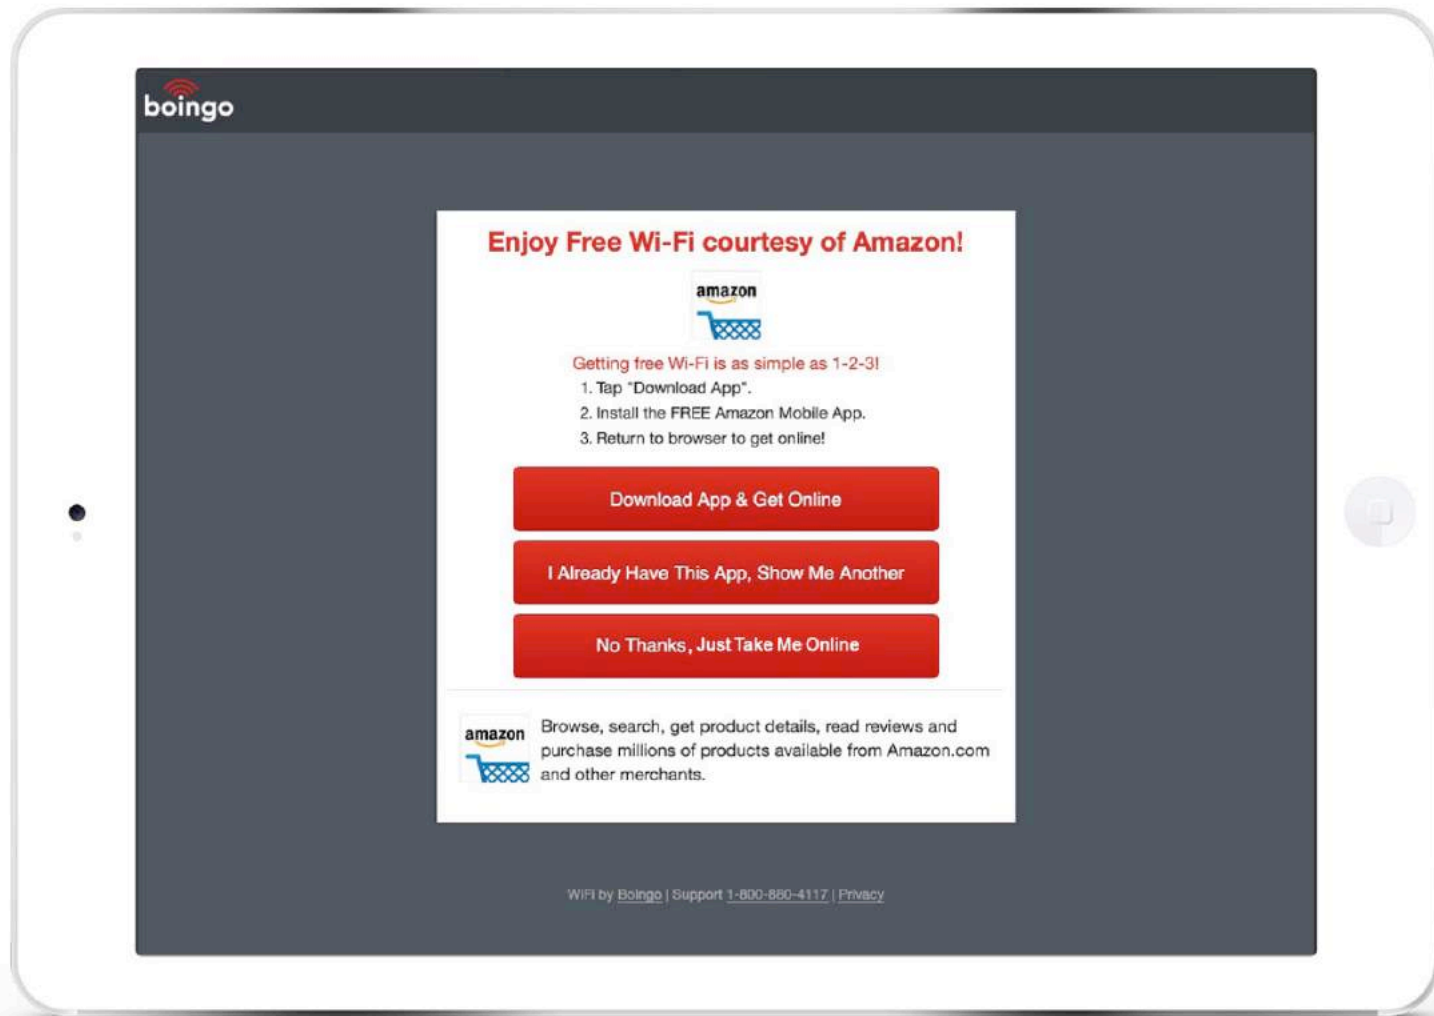 boingo
Enjoy Free Wi-Fi courtesy of Amazon!
amazon
Getting free Wi-Fi is as simple as 1-2-3!
1. Tap "Download App".
2. Install the FREE Amazon Mobile App.
3. Return to browser to get online!
Download App & Get Online
I Already Have This App, Show Me Another
No Thanks, Just Take Me Online
amazon
Browse, search, get product details, read reviews and
purchase millions of products available from Amazon.com
and other merchants.
WiFi by Boingo | Support 1-800-880-4117 | Privacy